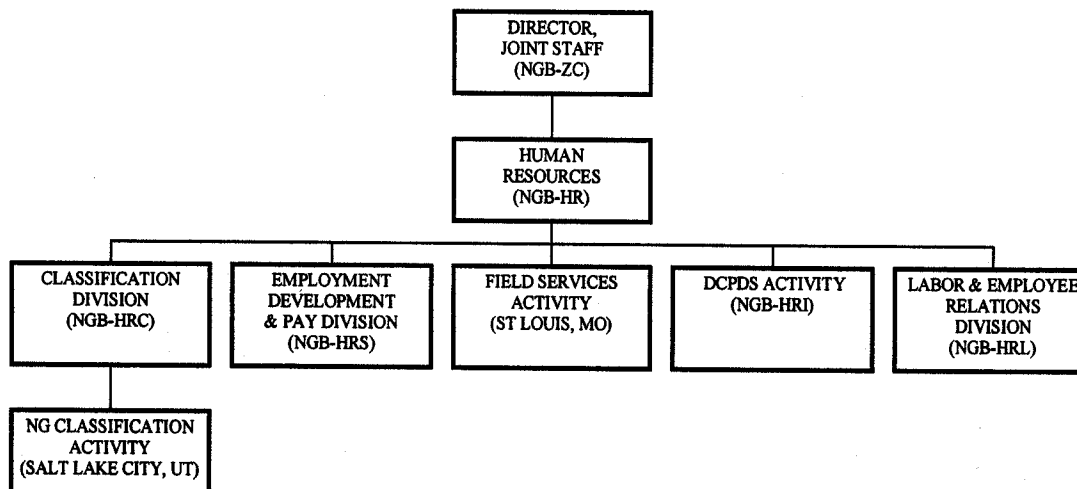 DIRECTOR,
JOINT STAFF
(NGB-ZC)
HUMAN
RESOURCES
(NGB-HR)
CLASSIFICATION
DIVISION
(NGB-HRC)
EMPLOYMENT
DEVELOPMENT
& PAY DIVISION
(NGB-HRS)
FIELD SERVICES
ACTIVITY
(ST LOUIS, MO)
DCPDS ACTIVITY
(NGB-HRI)
LABOR & EMPLOYEE
RELATIONS
DIVISION
(NGB-HRL)
NG CLASSIFICATION
ACTIVITY
(SALT LAKE CITY, UT)